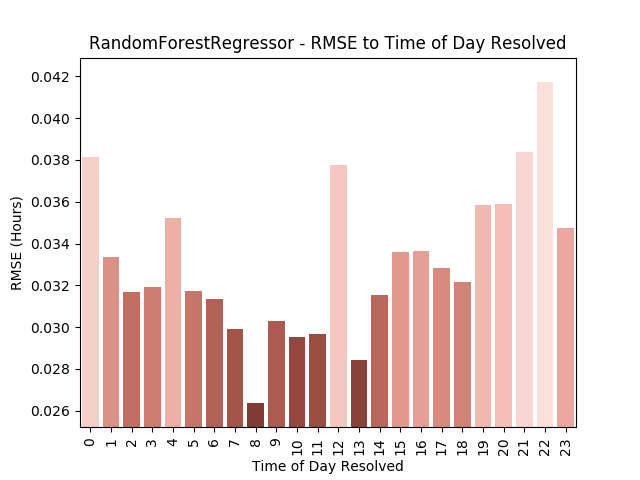 RandomForestRegressor - RMSE to Time of Day Resolved
0.042
0.040
0.038
0.036
0.034
0.032
0.030
0.028
0.026
RMSE (Hours)
0 1 2 3 4 5 6 7 8 9 10 11 12 13 14 15 16 17 18 19 20 21 22 23
Time of Day Resolved